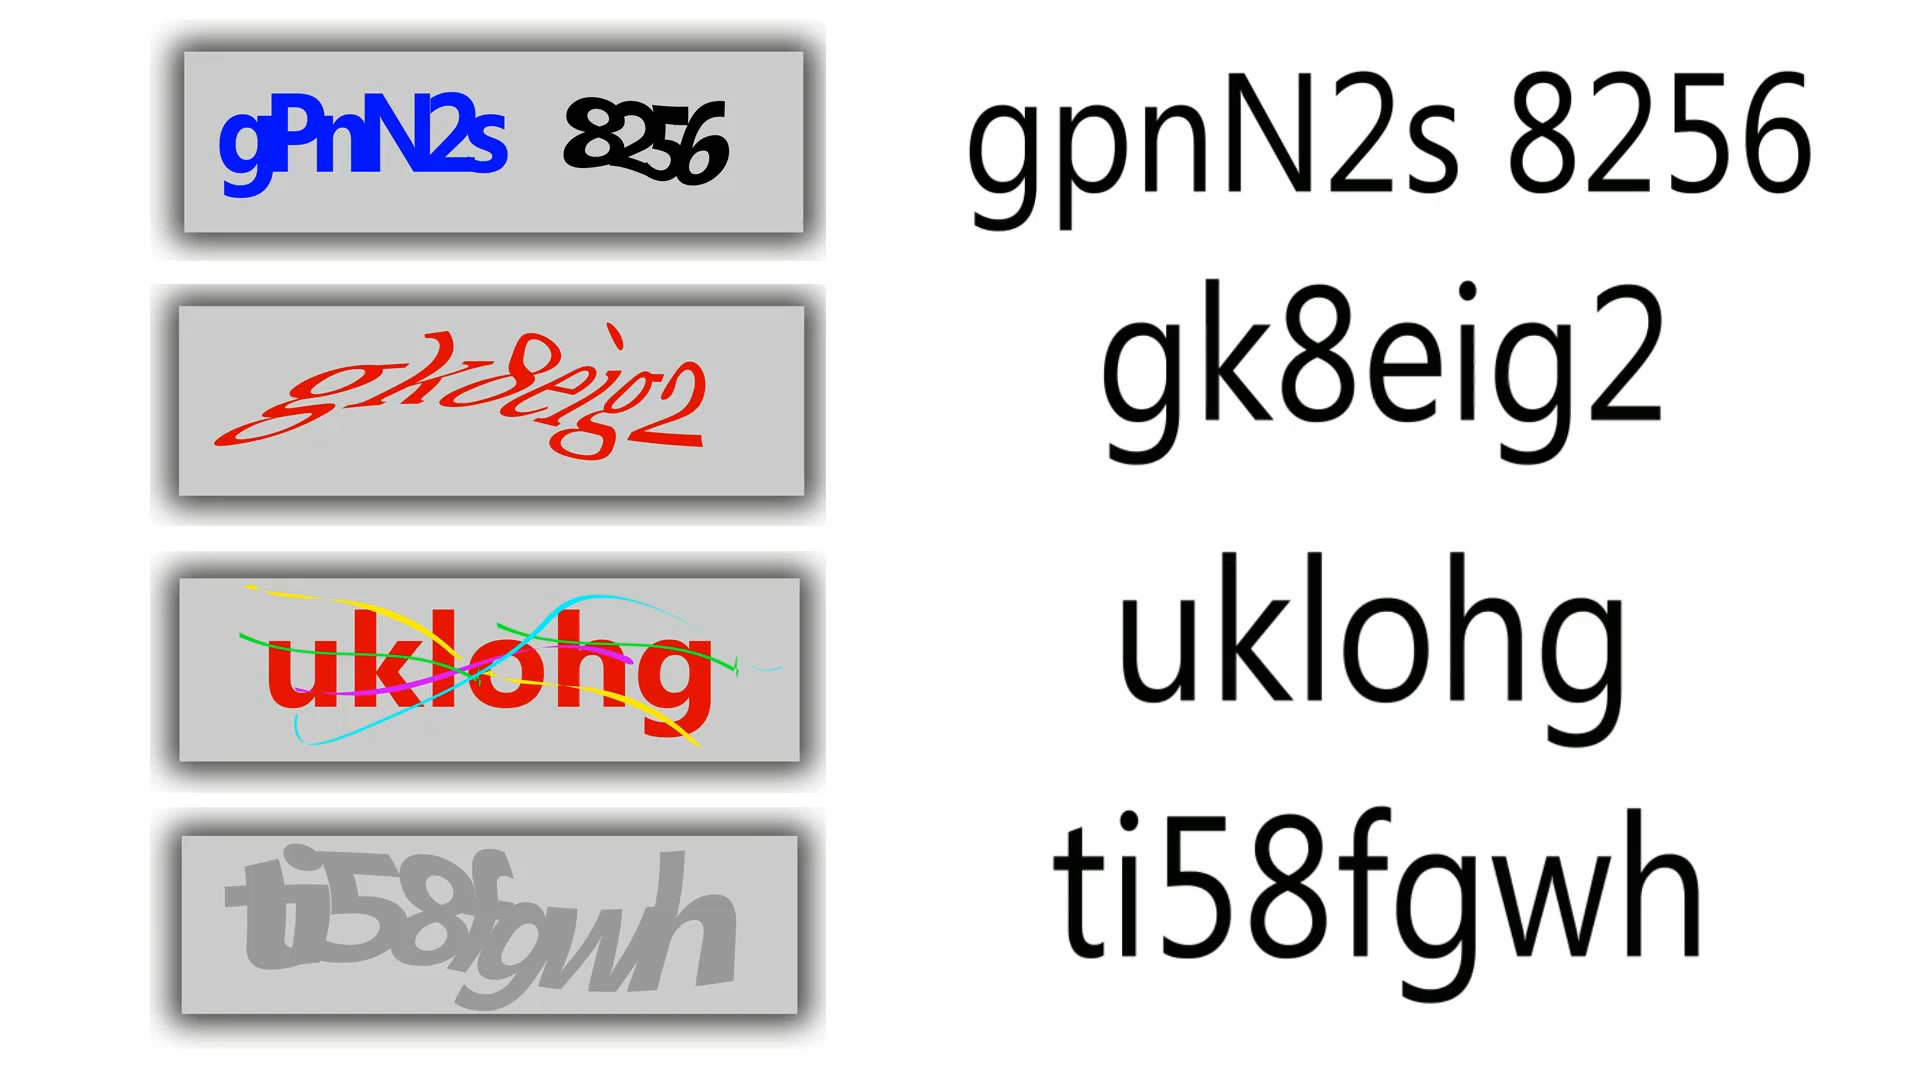 gPnN2s 8256 gpnN2s 8256
gk8eig2 gk8eig2
uklohg uklohg
ti58fgwh ti58fgwh